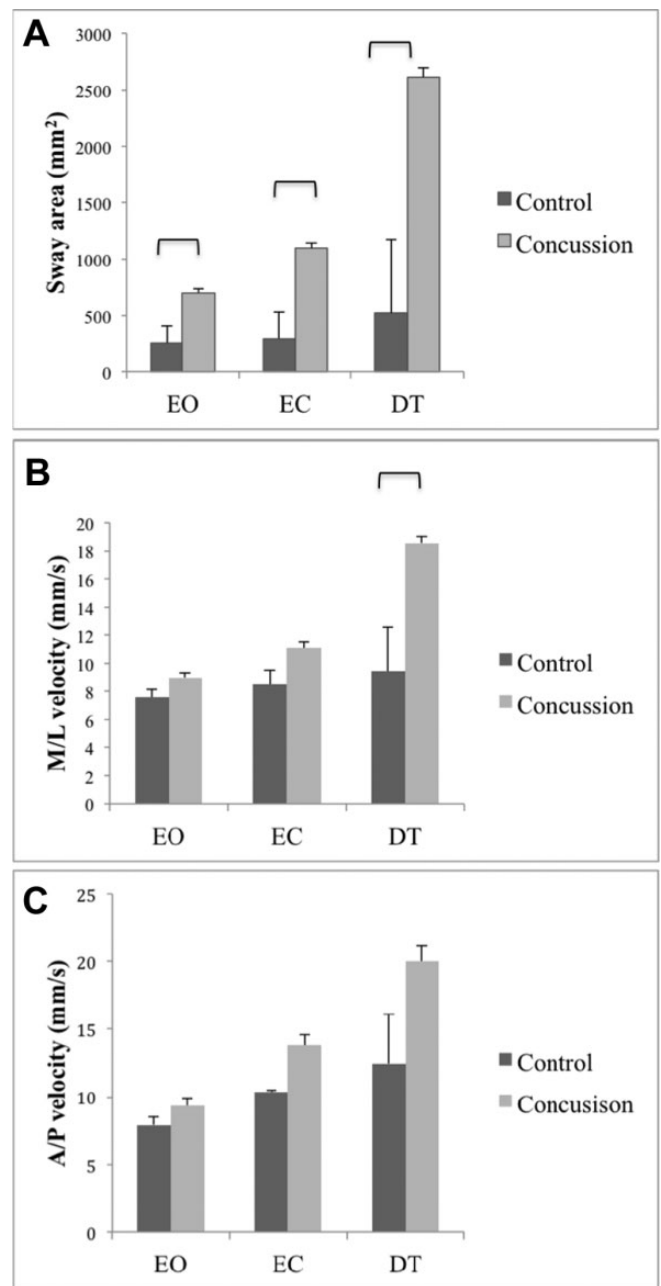 A
Sway area (mm²)
3000
2500
2000
1500
1000
500
0
EO
EC
DT
Control
Concussion
B
M/L velocity (mm/s)
20
18
16
14
12
10
8
6
4
2
0
EO
EC
DT
Control
Concussion
C
A/P velocity (mm/s)
25
20
15
10
5
0
EO
EC
DT
Control
Concusison